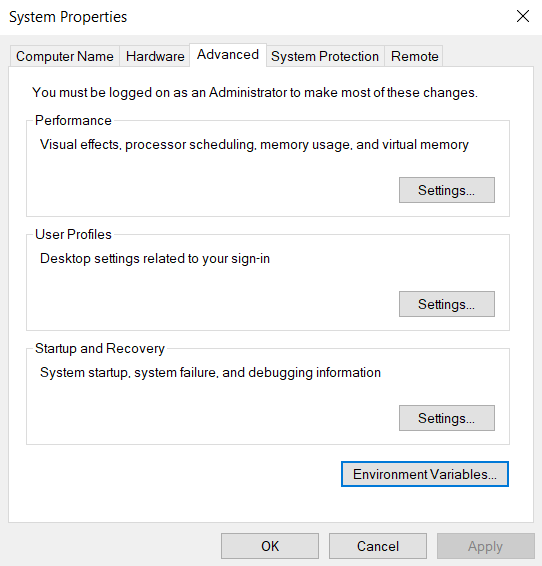 System Properties
Computer Name Hardware Advanced System Protection Remote
You must be logged on as an Administrator to make most of these changes.
Performance
Visual effects, processor scheduling, memory usage, and virtual memory
Settings...
User Profiles
Desktop settings related to your sign-in
Settings...
Startup and Recovery
System startup, system failure, and debugging information
Settings...
Environment Variables...
OK Cancel Apply